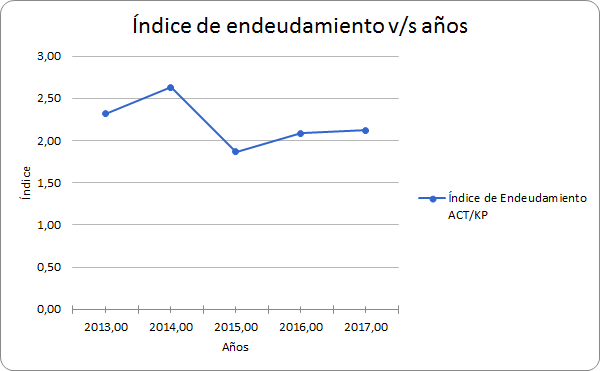 Índice de endeudamiento v/s años
3,00
2,50
2,00
1,50
1,00
0,50
0,00
Índice
2013,00 2014,00 2015,00 2016,00 2017,00
Años
Índice de Endeudamiento
ACT/KP